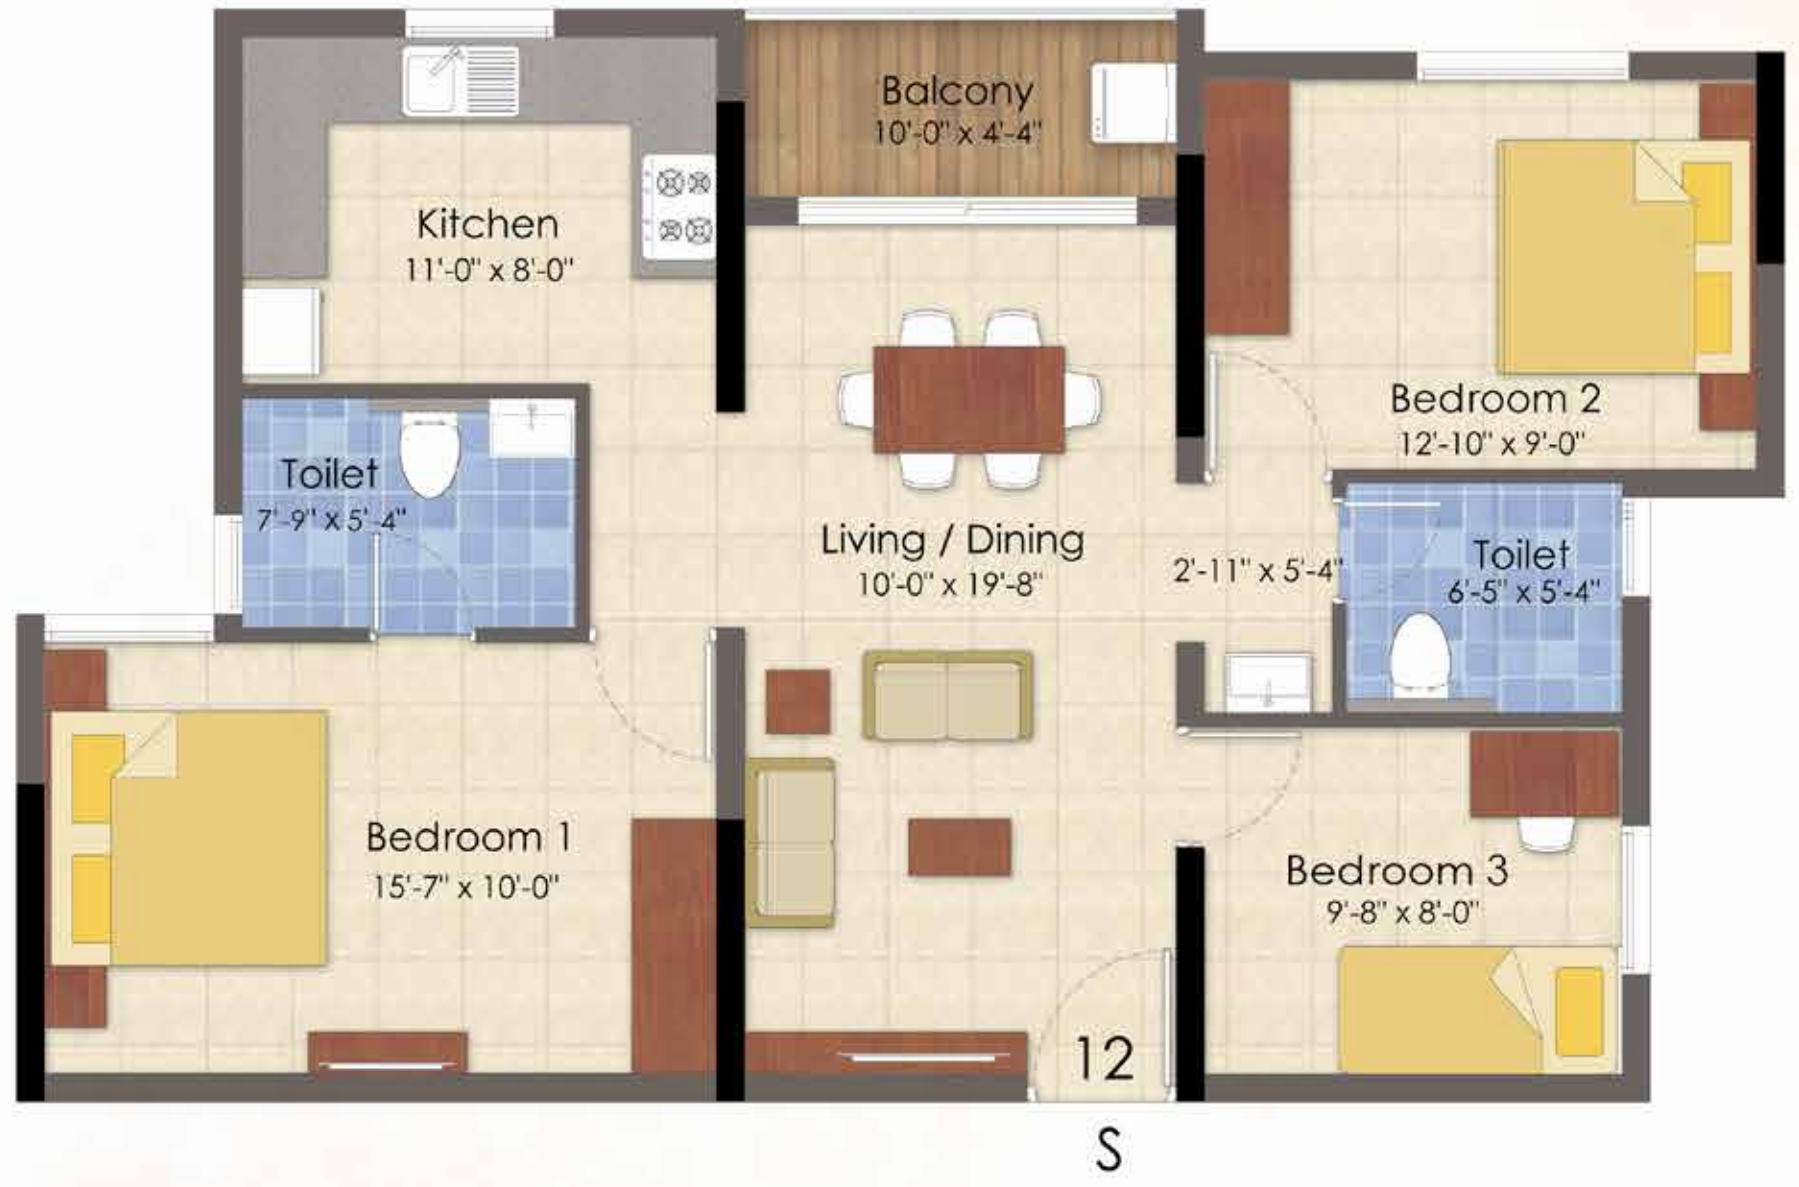 Balcony
10'-0" x 4'-4"
Kitchen
11'-0" x 8'-0"
Bedroom 2
12'-10" x 9'-0"
Toilet
7'-9" x 5'-4"
Living / Dining
10'-0" x 19'-8"
2'-11" x 5'-4"
Toilet
6'-5" x 5'-4"
Bedroom 1
15'-7" x 10'-0"
Bedroom 3
9'-8" x 8'-0"
12
S